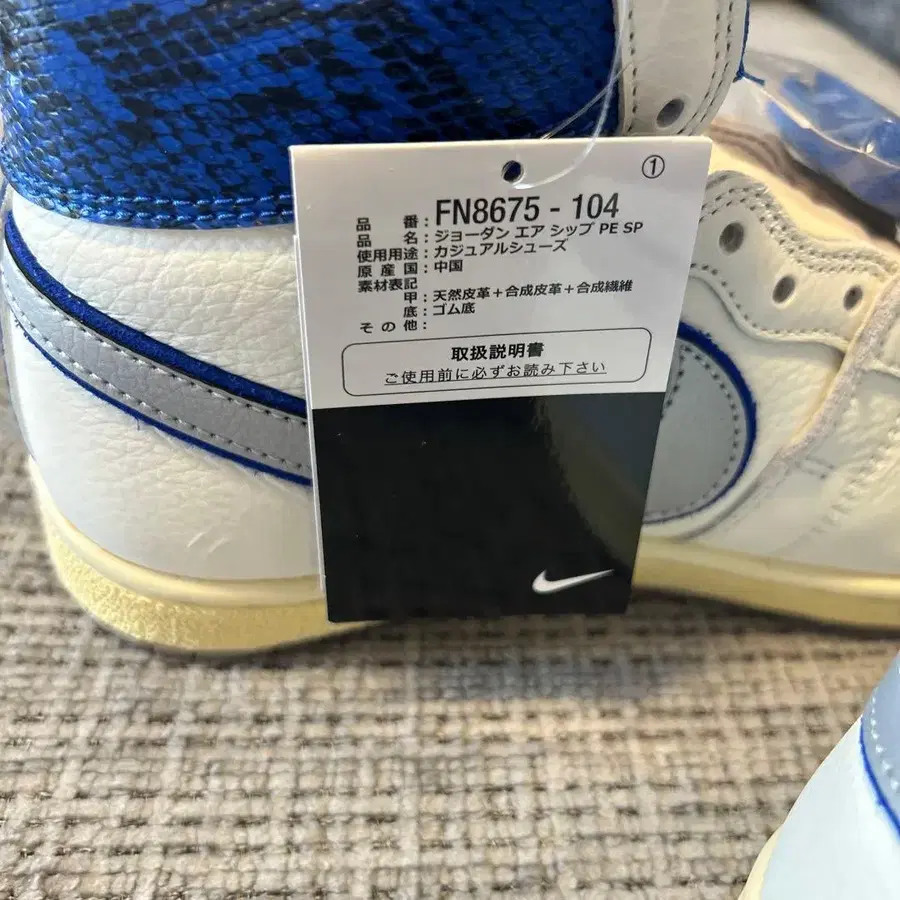 ①
品 番：FN8675 - 104
品 名：ジョーダン エア シップ PE SP
使用用途：カジュアルシューズ
原 産 国：中国
素材表記
甲：天然皮革＋合成皮革＋合成繊維
底：ゴム底
そ の 他：
取扱説明書
ご使用前に必ずお読み下さい